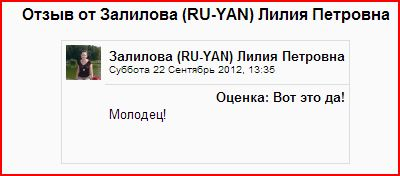 Отзыв от Залилова (RU-YAN) Лилия Петровна
Залилова (RU-YAN) Лилия Петровна
Суббота 22 Сентябрь 2012, 13:35
Оценка: Вот это да!
Молодец!